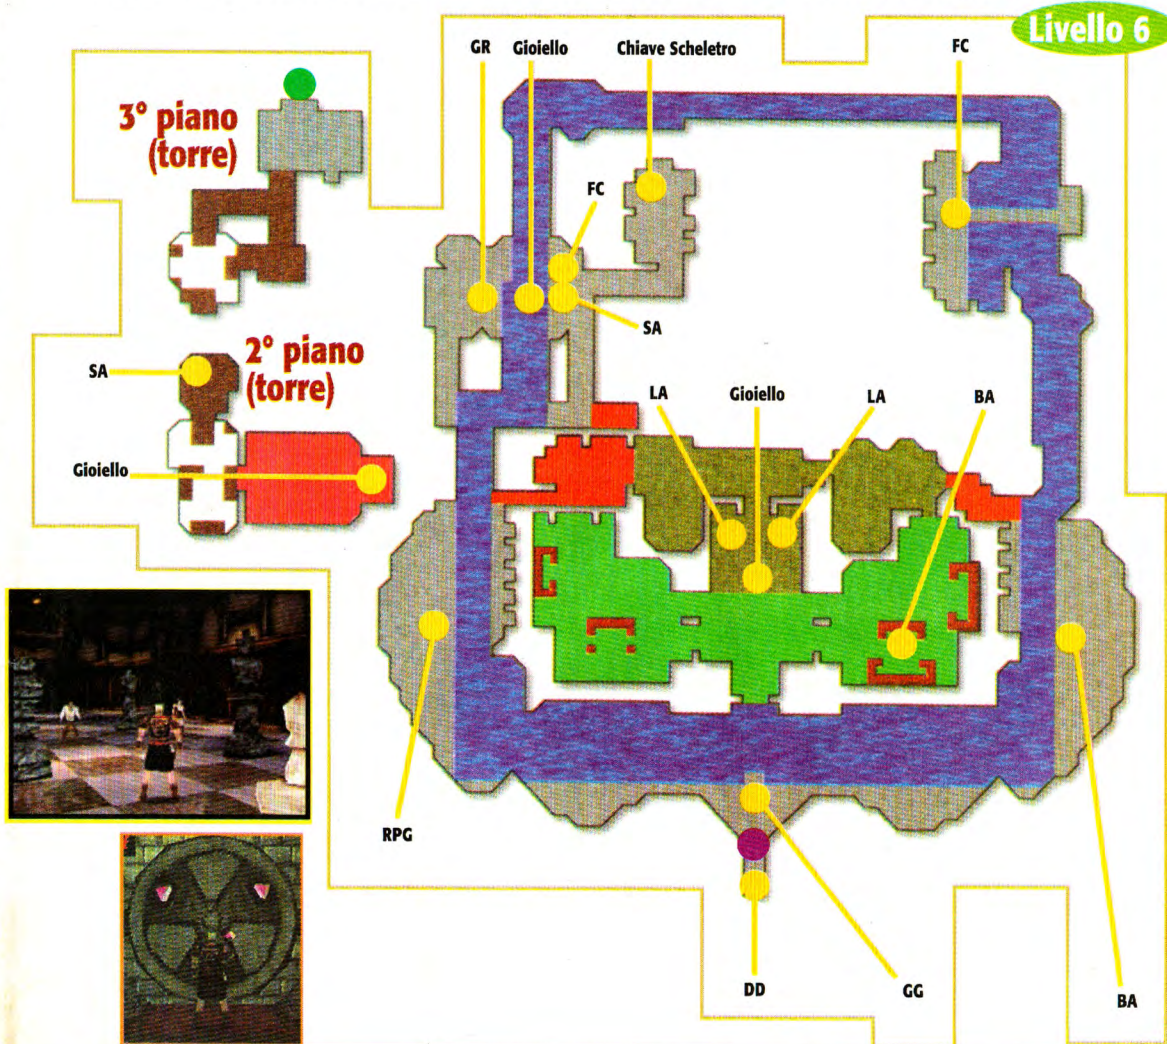 Livello 6
GR
Gioiello
Chiave Scheletro
FC
3° piano
(torre)
FC
SA
2° piano
(torre)
SA
LA
Gioiello
LA
BA
Gioiello
RPG
DD
GG
BA